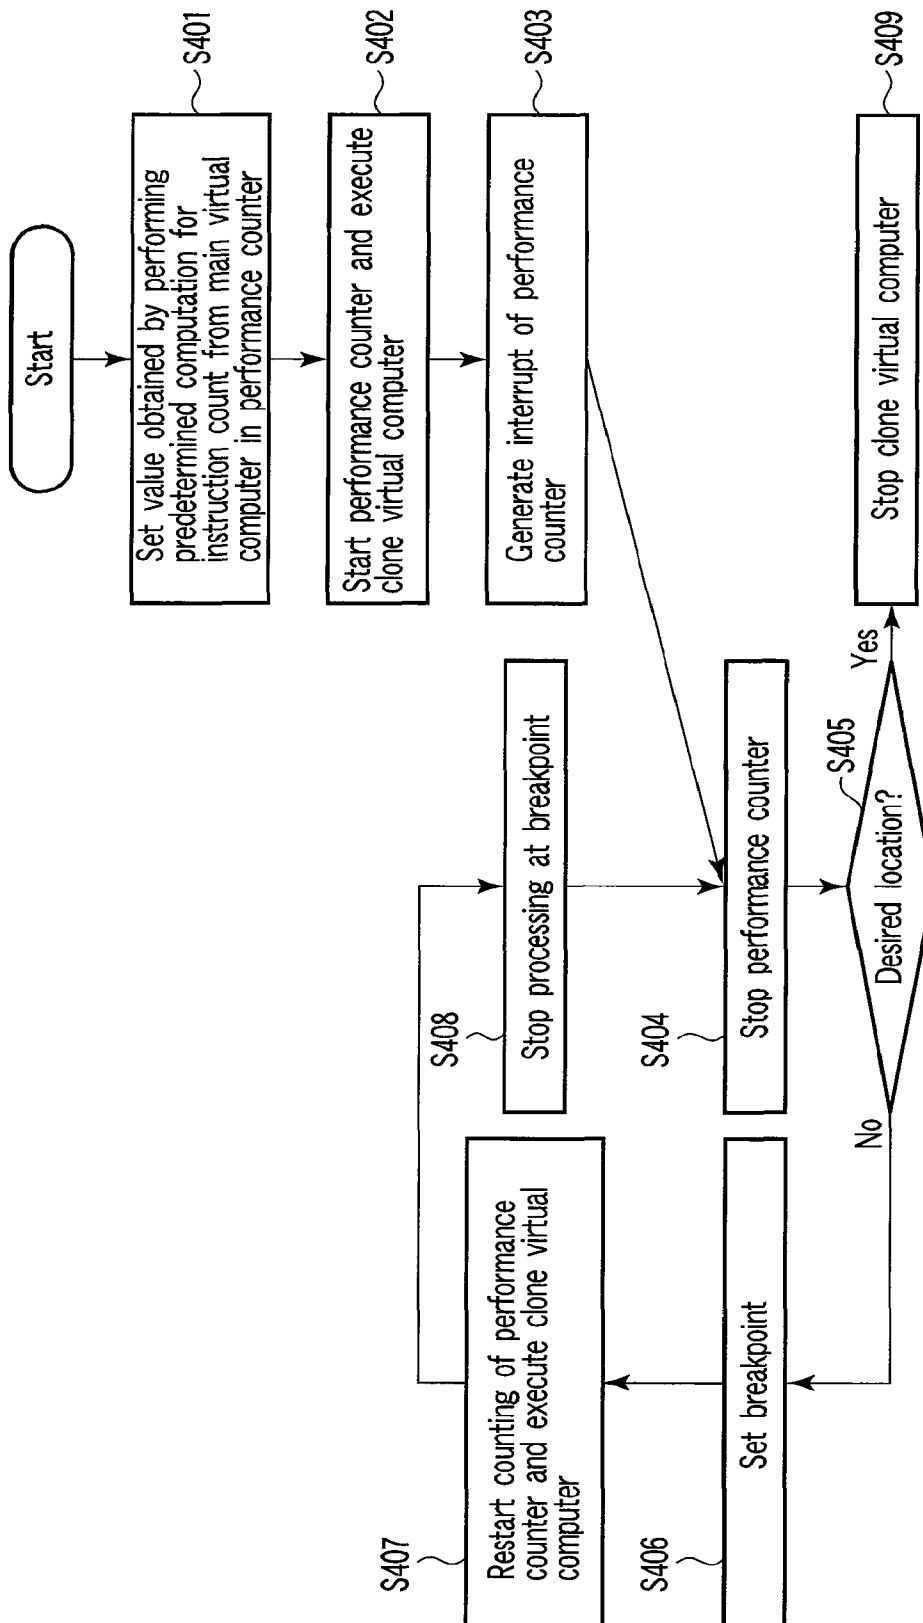 Start
Set value obtained by performing
predetermined computation for
instruction count from main virtual
computer in performance counter
S401
Start performance counter and execute
clone virtual computer
S402
Generate interrupt of performance
counter
S403
Stop performance counter
S404
Desired location?
S405
Yes
No
Set breakpoint
S406
Restart counting of performance
counter and execute clone virtual
computer
S407
Stop processing at breakpoint
S408
Stop clone virtual computer
S409